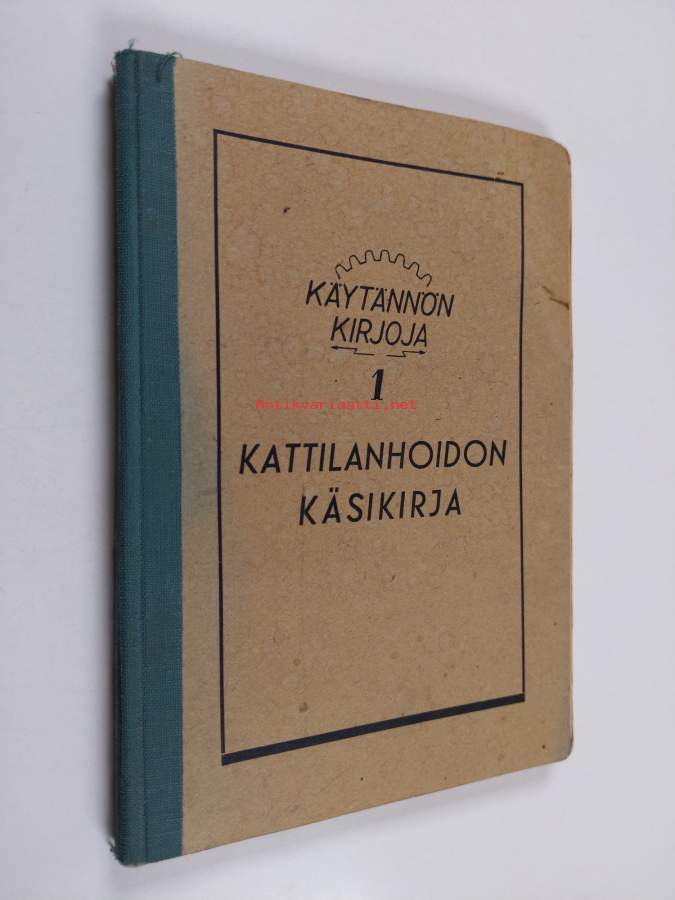 KÄYTÄNNÖN
KIRJOJA
1
Antikvariaatti.net
KATTILANHOIDON
KÄSIKIRJA